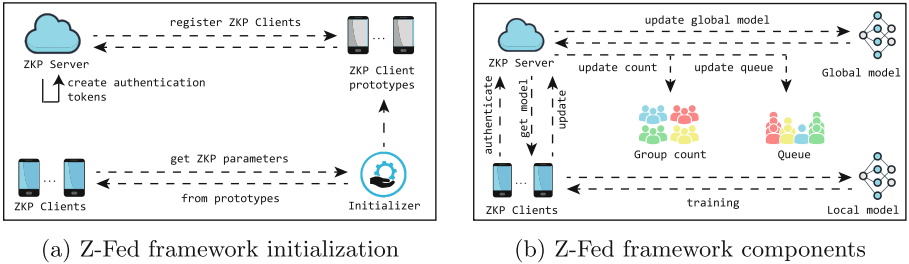 register ZKP Clients
...
ZKP Server
ZKP Client
prototypes
create authentication
tokens
get ZKP parameters
...
from prototypes
ZKP Clients
Initializer
(a) Z-Fed framework initialization
update global model
ZKP Server
Global model
update count
update queue
authenticate
get model
update
Group count
Queue
...
ZKP Clients
training
Local model
(b) Z-Fed framework components